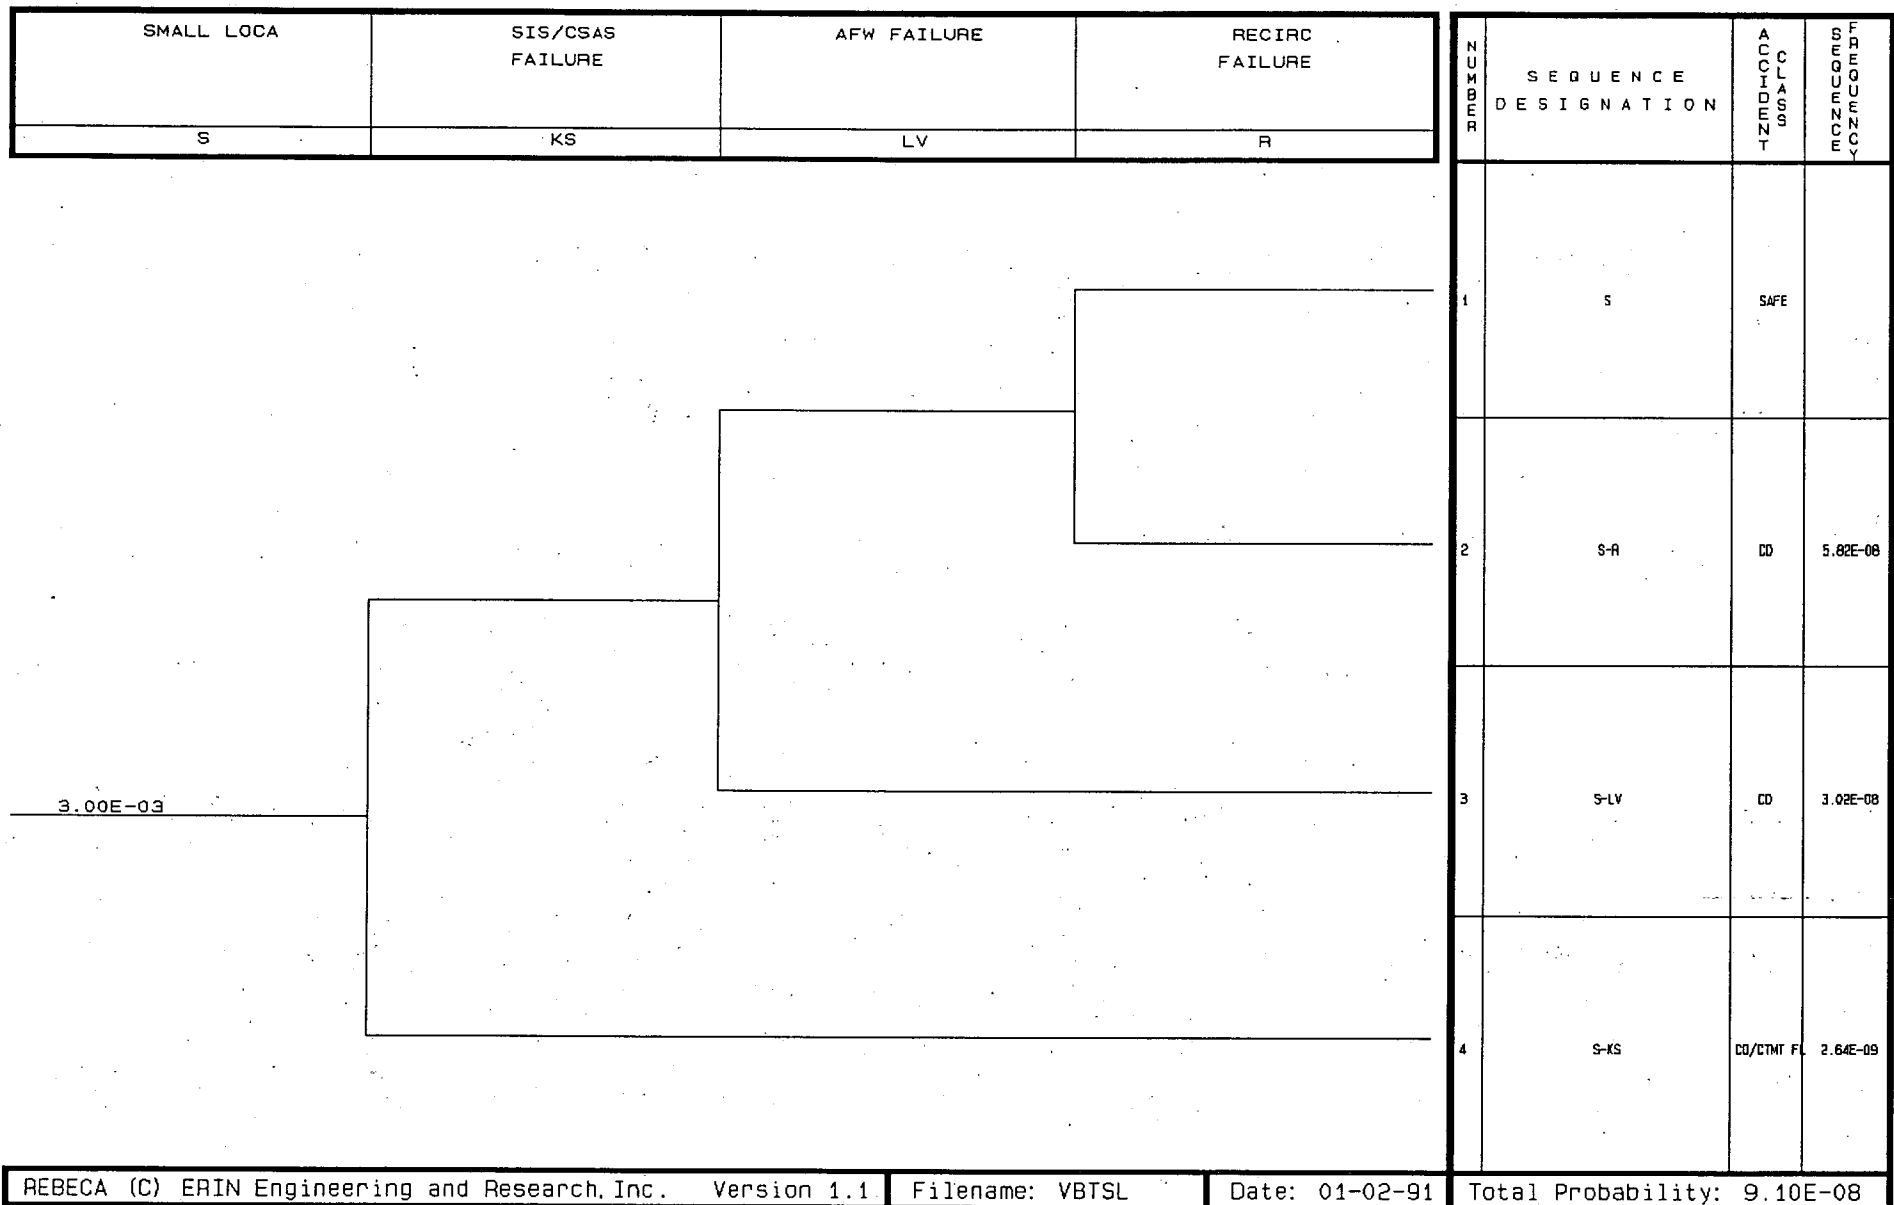 SMALL LOCA
SIS/CSAS
FAILURE
AFW FAILURE
RECIRC
FAILURE
S
KS
LV
R
NUMBER
SEQUENCE
DESIGNATION
ACCIDENT
CLASS
SEQUENCE
FREQUENCY
1 S SAFE
2 S-R CD 5.82E-08
3 S-LV CD 3.02E-08
4 S-KS CD/CTMT FL 2.64E-09
3.00E-03
REBECA (C) ERIN Engineering and Research, Inc. Version 1.1 Filename: VBTSL Date: 01-02-91 Total Probability: 9.10E-08